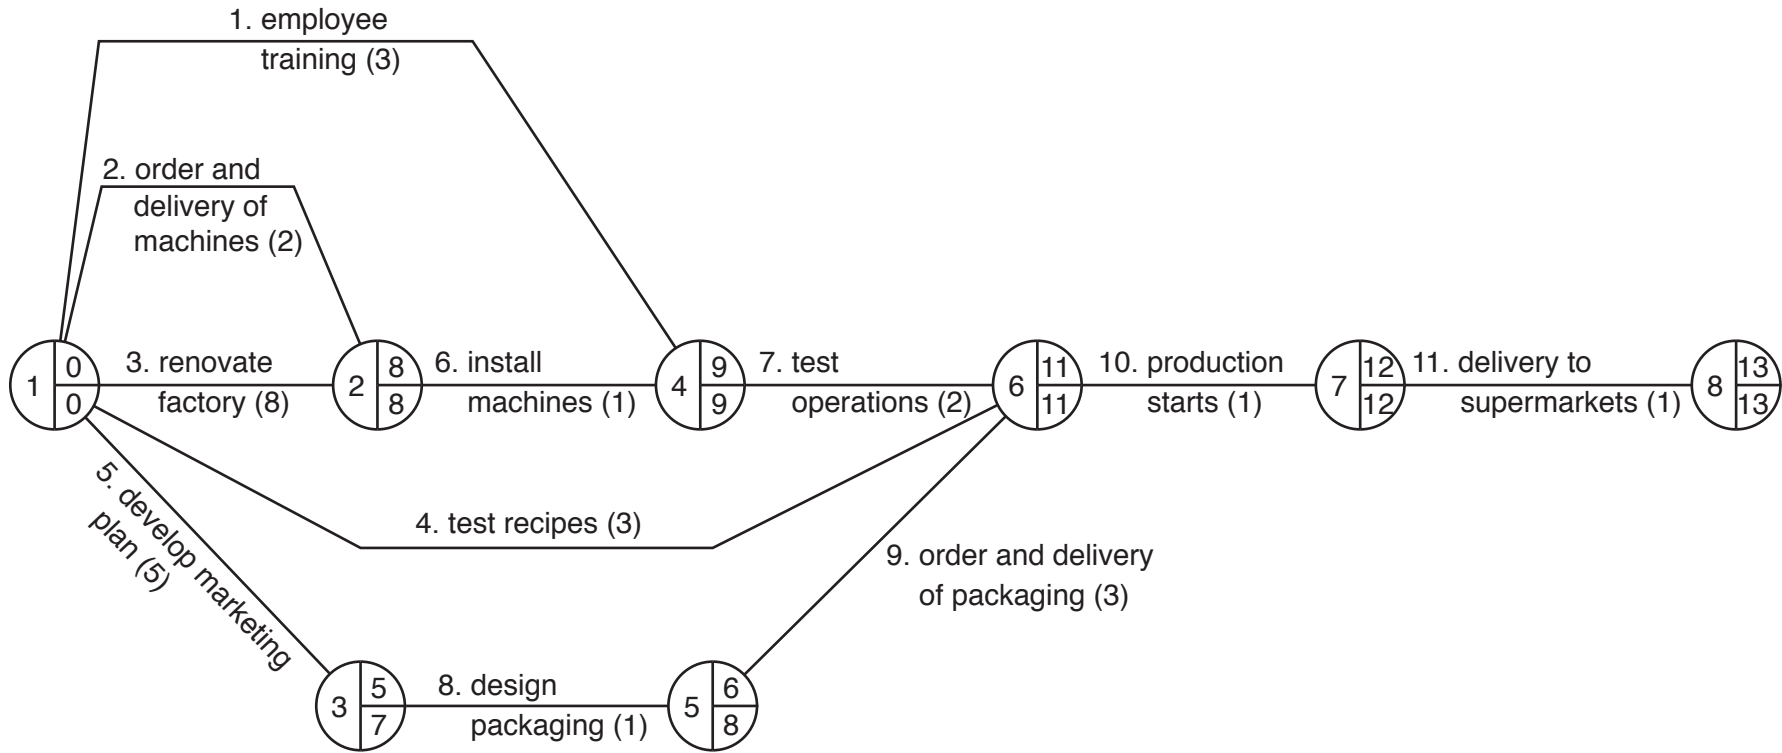 1. employee
training (3)
2. order and
delivery of
machines (2)
1
0
0
3. renovate
factory (8)
2
8
8
6. install
machines (1)
4
9
9
7. test
operations (2)
6
11
11
10. production
starts (1)
7
12
12
11. delivery to
supermarkets (1)
8
13
13
5. develop marketing
plan (5)
4. test recipes (3)
9. order and delivery
of packaging (3)
3
5
7
8. design
packaging (1)
5
6
8